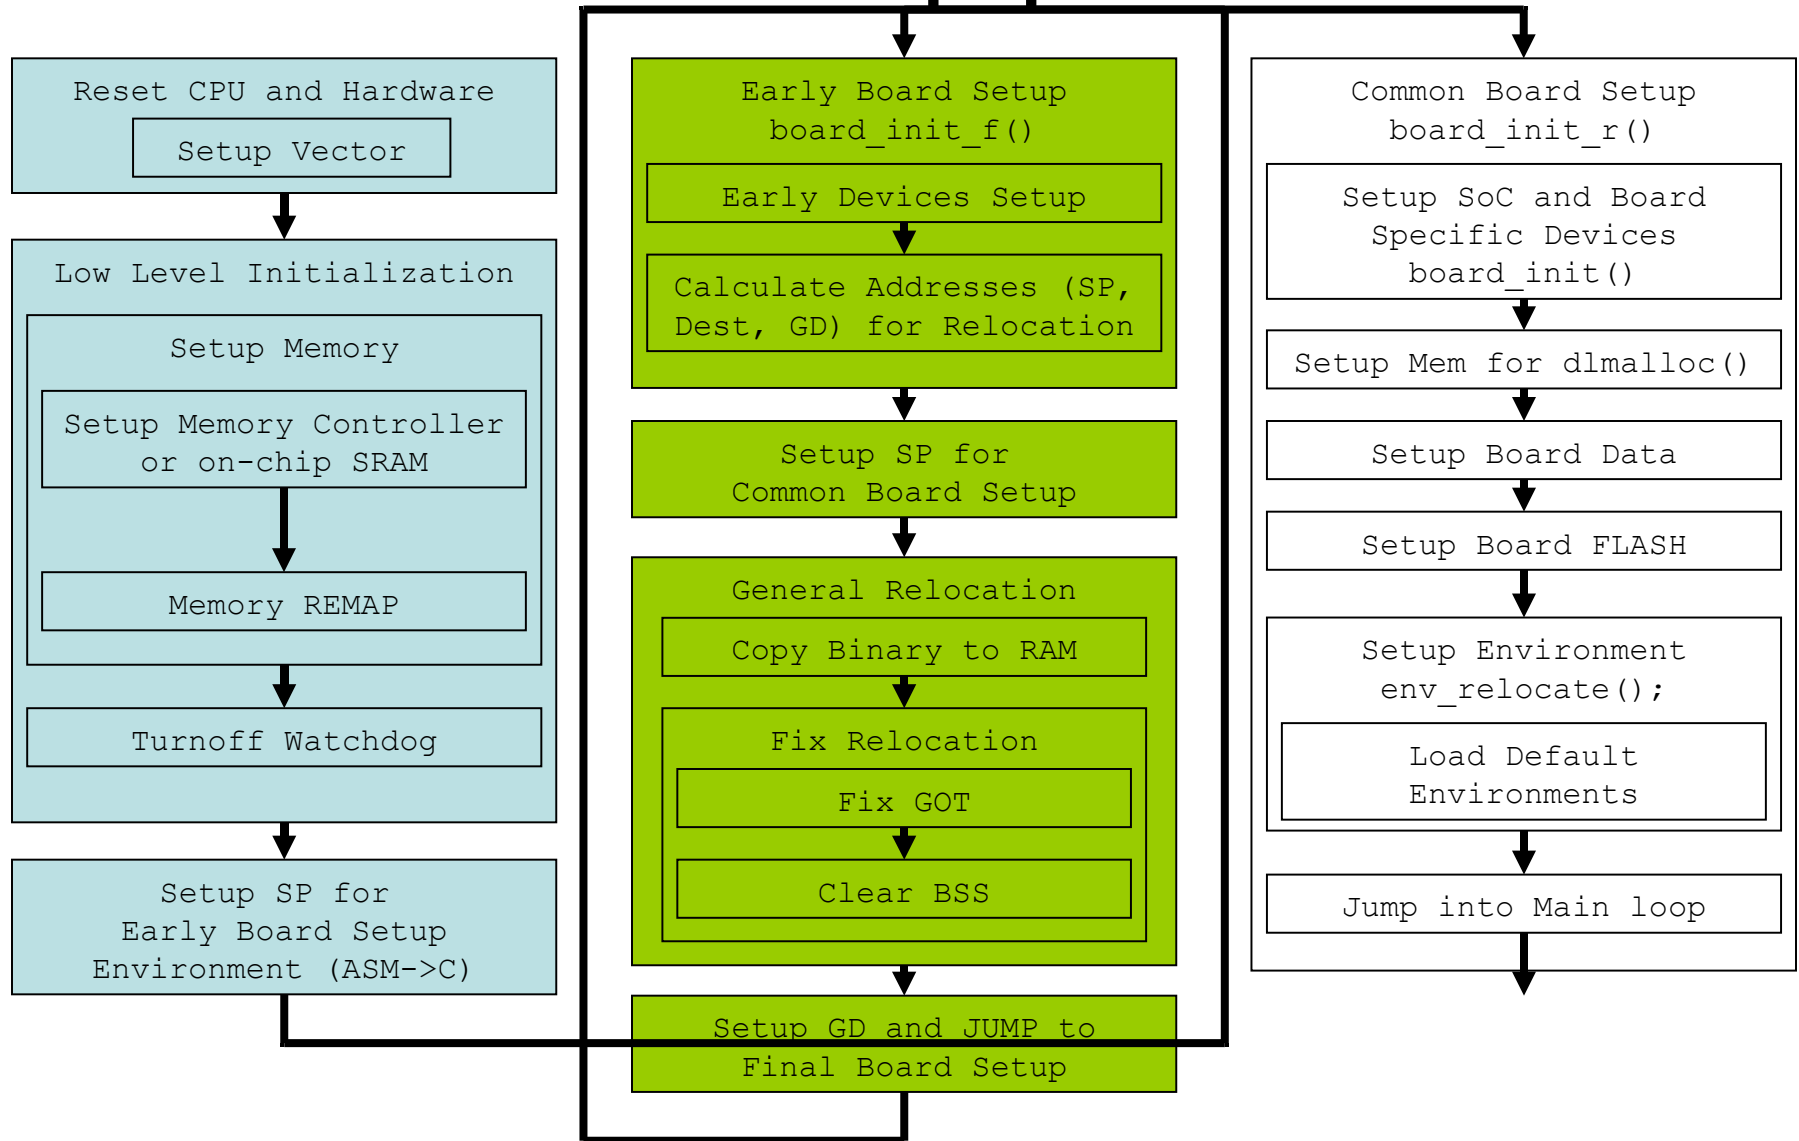 Reset CPU and Hardware
Setup Vector
Low Level Initialization
Setup Memory
Setup Memory Controller
or on-chip SRAM
Memory REMAP
Turnoff Watchdog
Setup SP for
Early Board Setup
Environment (ASM->C)
Early Board Setup
board_init_f()
Early Devices Setup
Calculate Addresses (SP,
Dest, GD) for Relocation
Setup SP for
Common Board Setup
General Relocation
Copy Binary to RAM
Fix Relocation
Fix GOT
Clear BSS
Setup GD and JUMP to
Final Board Setup
Common Board Setup
board_init_r()
Setup SoC and Board
Specific Devices
board_init()
Setup Mem for dlmalloc()
Setup Board Data
Setup Board FLASH
Setup Environment
env_relocate();
Load Default
Environments
Jump into Main loop